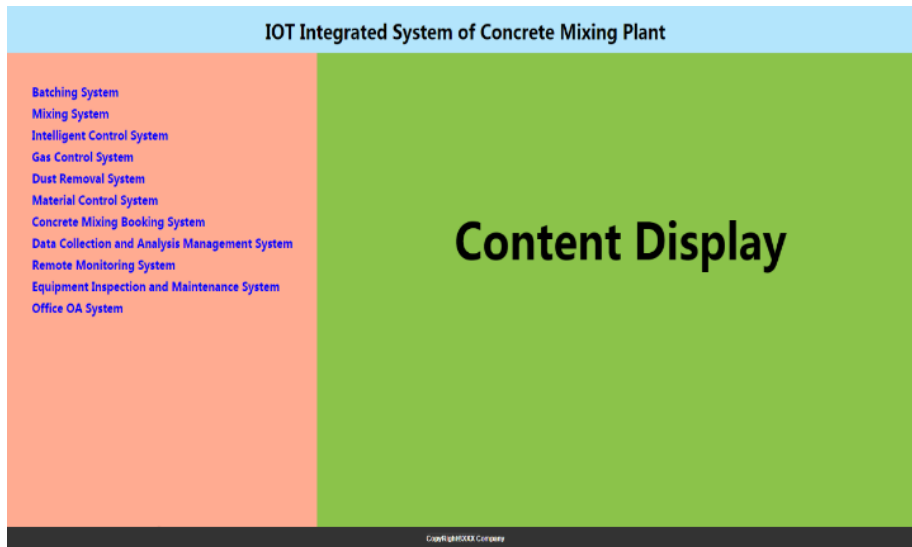 IOT Integrated System of Concrete Mixing Plant
Batching System
Mixing System
Intelligent Control System
Gas Control System
Dust Removal System
Material Control System
Concrete Mixing Booking System
Data Collection and Analysis Management System
Remote Monitoring System
Equipment Inspection and Maintenance System
Office OA System
Content Display
Company